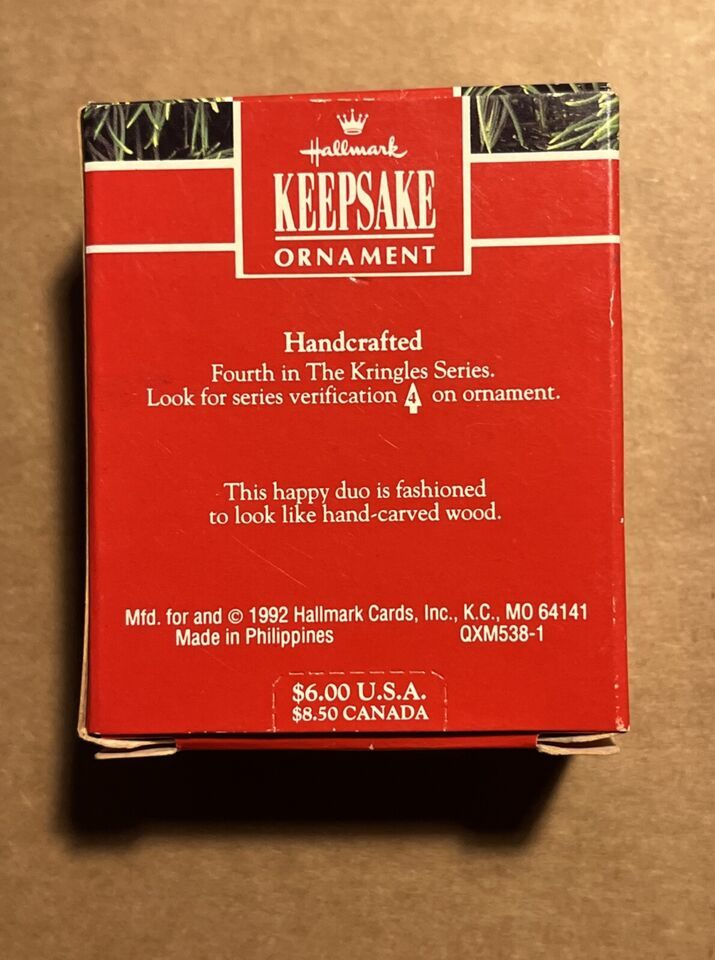 Hallmark
KEEPSAKE
ORNAMENT
Handcrafted
Fourth in The Kringles Series.
Look for series verification 4 on ornament.
This happy duo is fashioned
to look like hand-carved wood.
Mfd. for and © 1992 Hallmark Cards, Inc., K.C., MO 64141
Made in Philippines QXM538-1
$6.00 U.S.A.
$8.50 CANADA